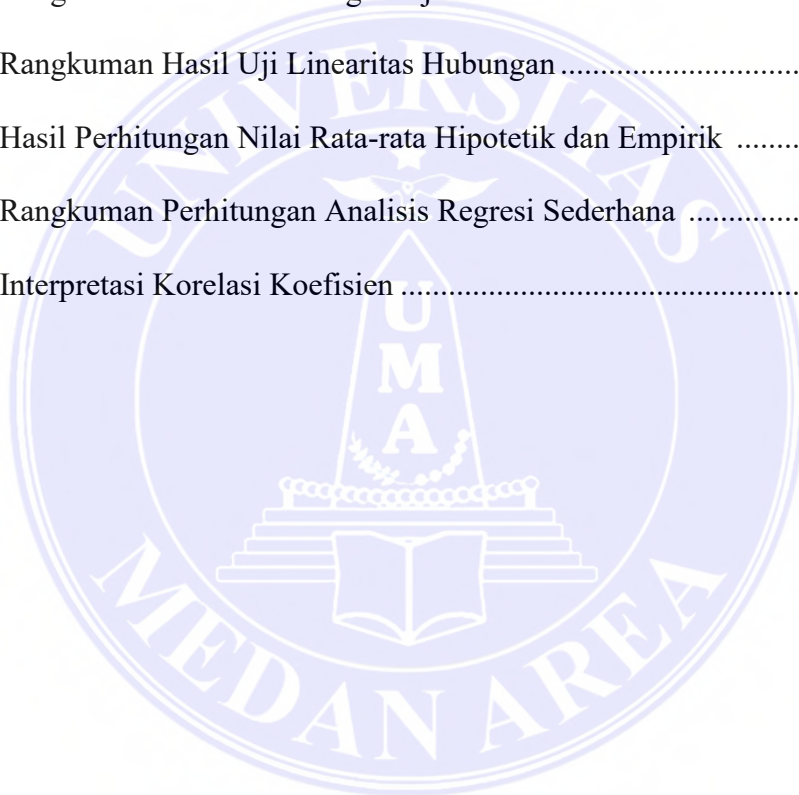 Rangkuman Hasil Uji Linearitas Hubungan ..............................
Hasil Perhitungan Nilai Rata-rata Hipotetik dan Empirik ........
Rangkuman Perhitungan Analisis Regresi Sederhana ..............
Interpretasi Korelasi Koefisien ...................................................
UNIVERSITAS
U
M
A
MEDAN AREA